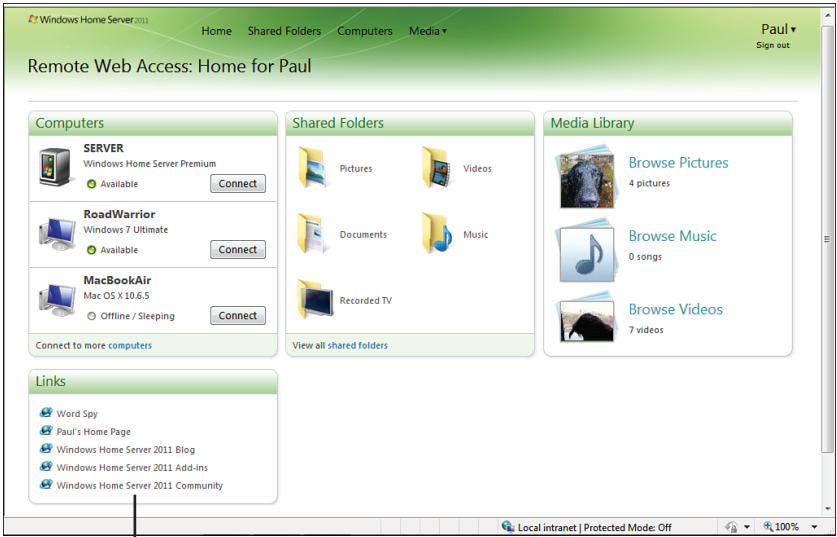 Windows Home Server 2011
Home Shared Folders Computers Media
Paul
Sign out
Remote Web Access: Home for Paul
Computers
SERVER
Windows Home Server Premium
Available
Connect
RoadWarrior
Windows 7 Ultimate
Available
Connect
MacBookAir
Mac OS X 10.6.5
Offline / Sleeping
Connect
Connect to more computers
Shared Folders
Pictures
Videos
Documents
Music
Recorded TV
View all shared folders
Media Library
Browse Pictures
4 pictures
Browse Music
0 songs
Browse Videos
7 videos
Links
Word Spy
Paul's Home Page
Windows Home Server 2011 Blog
Windows Home Server 2011 Add-ins
Windows Home Server 2011 Community
Local intranet | Protected Mode: Off
100%